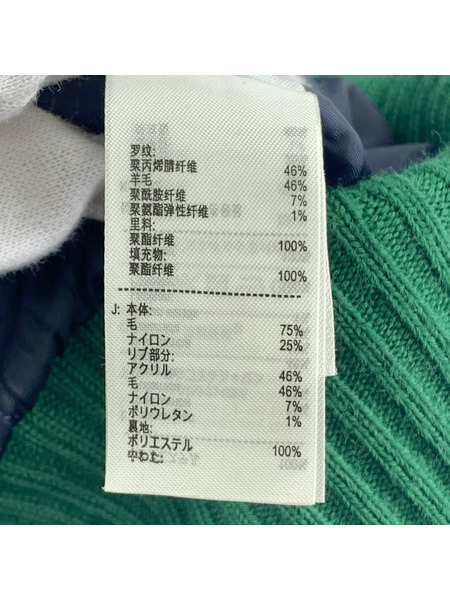 罗纹:
聚丙烯腈纤维 46%
羊毛 46%
聚酰胺纤维 7%
聚氨酯弹性纤维 1%
里料:
聚酯纤维 100%
填充物:
聚酯纤维 100%
J: 本体:
毛 75%
ナイロン 25%
リブ部分:
アクリル 46%
毛 46%
ナイロン 7%
ポリウレタン 1%
裏地:
ポリエステル 100%
中わた: